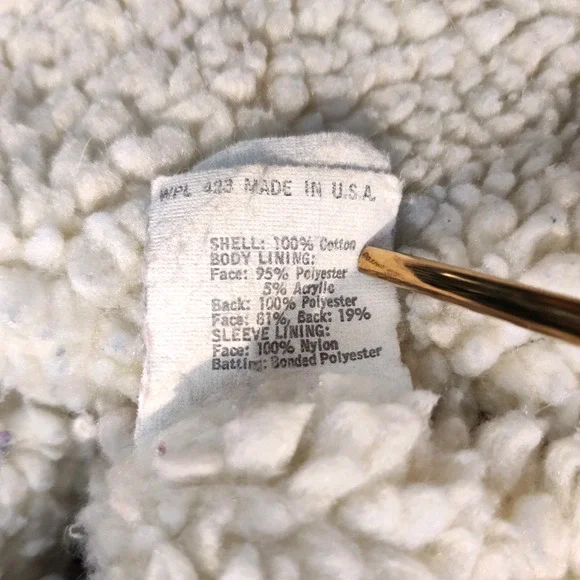 WPL 423 MADE IN U.S.A.
SHELL: 100% Cotton
BODY LINING:
Face: 95% Polyester
5% Acrylic
Back: 100% Polyester
Face: 81%, Back: 19%
SLEEVE LINING:
Face: 100% Nylon
Batting: Bonded Polyester